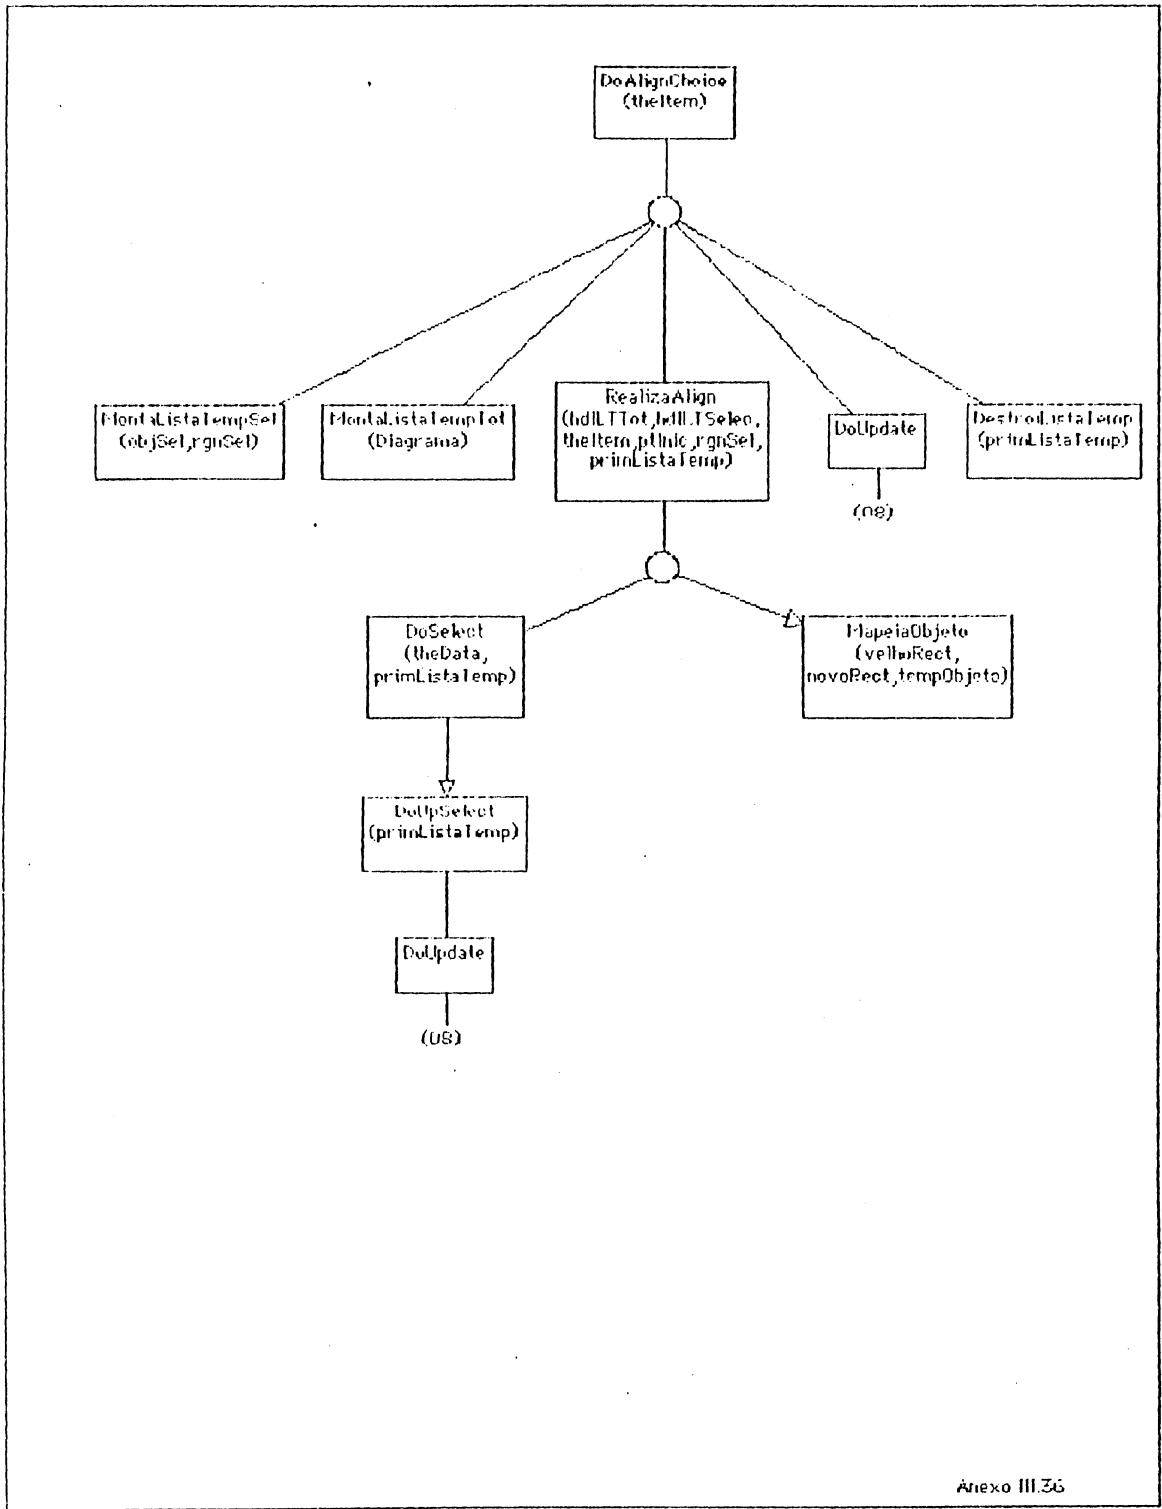 DoAlignChoice
(theItem)
MontaListaTempSel
(objSel,rgnSel)
MontaListaTempTot
(Diagrama)
RealizaAlign
(hdlLTTot,hdlLTSelec,
theItem,ptInic,rgnSel,
primListaTemp)
DoUpdate
(08)
DestroiListaTemp
(primListaTemp)
DoSelect
(theData,
primListaTemp)
MapeiaObjeto
(velhoRect,
novoRect,tempObjeto)
DoUpSelect
(primListaTemp)
DoUpdate
(08)
Anexo III.36